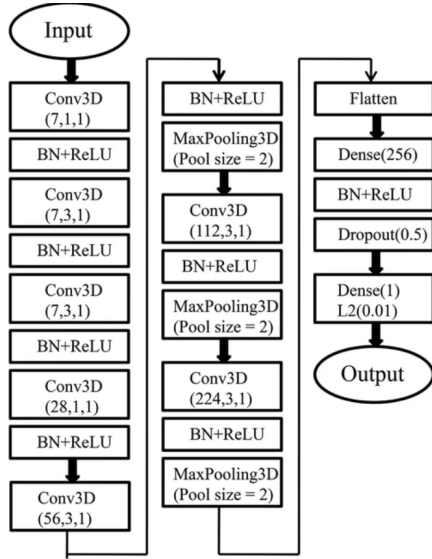 Input
Conv3D
(7,1,1)
BN+ReLU
Conv3D
(7,3,1)
BN+ReLU
Conv3D
(7,3,1)
BN+ReLU
Conv3D
(28,1,1)
BN+ReLU
Conv3D
(56,3,1)
BN+ReLU
MaxPooling3D
(Pool size = 2)
Conv3D
(112,3,1)
BN+ReLU
MaxPooling3D
(Pool size = 2)
Conv3D
(224,3,1)
BN+ReLU
MaxPooling3D
(Pool size = 2)
Flatten
Dense(256)
BN+ReLU
Dropout(0.5)
Dense(1)
L2(0.01)
Output